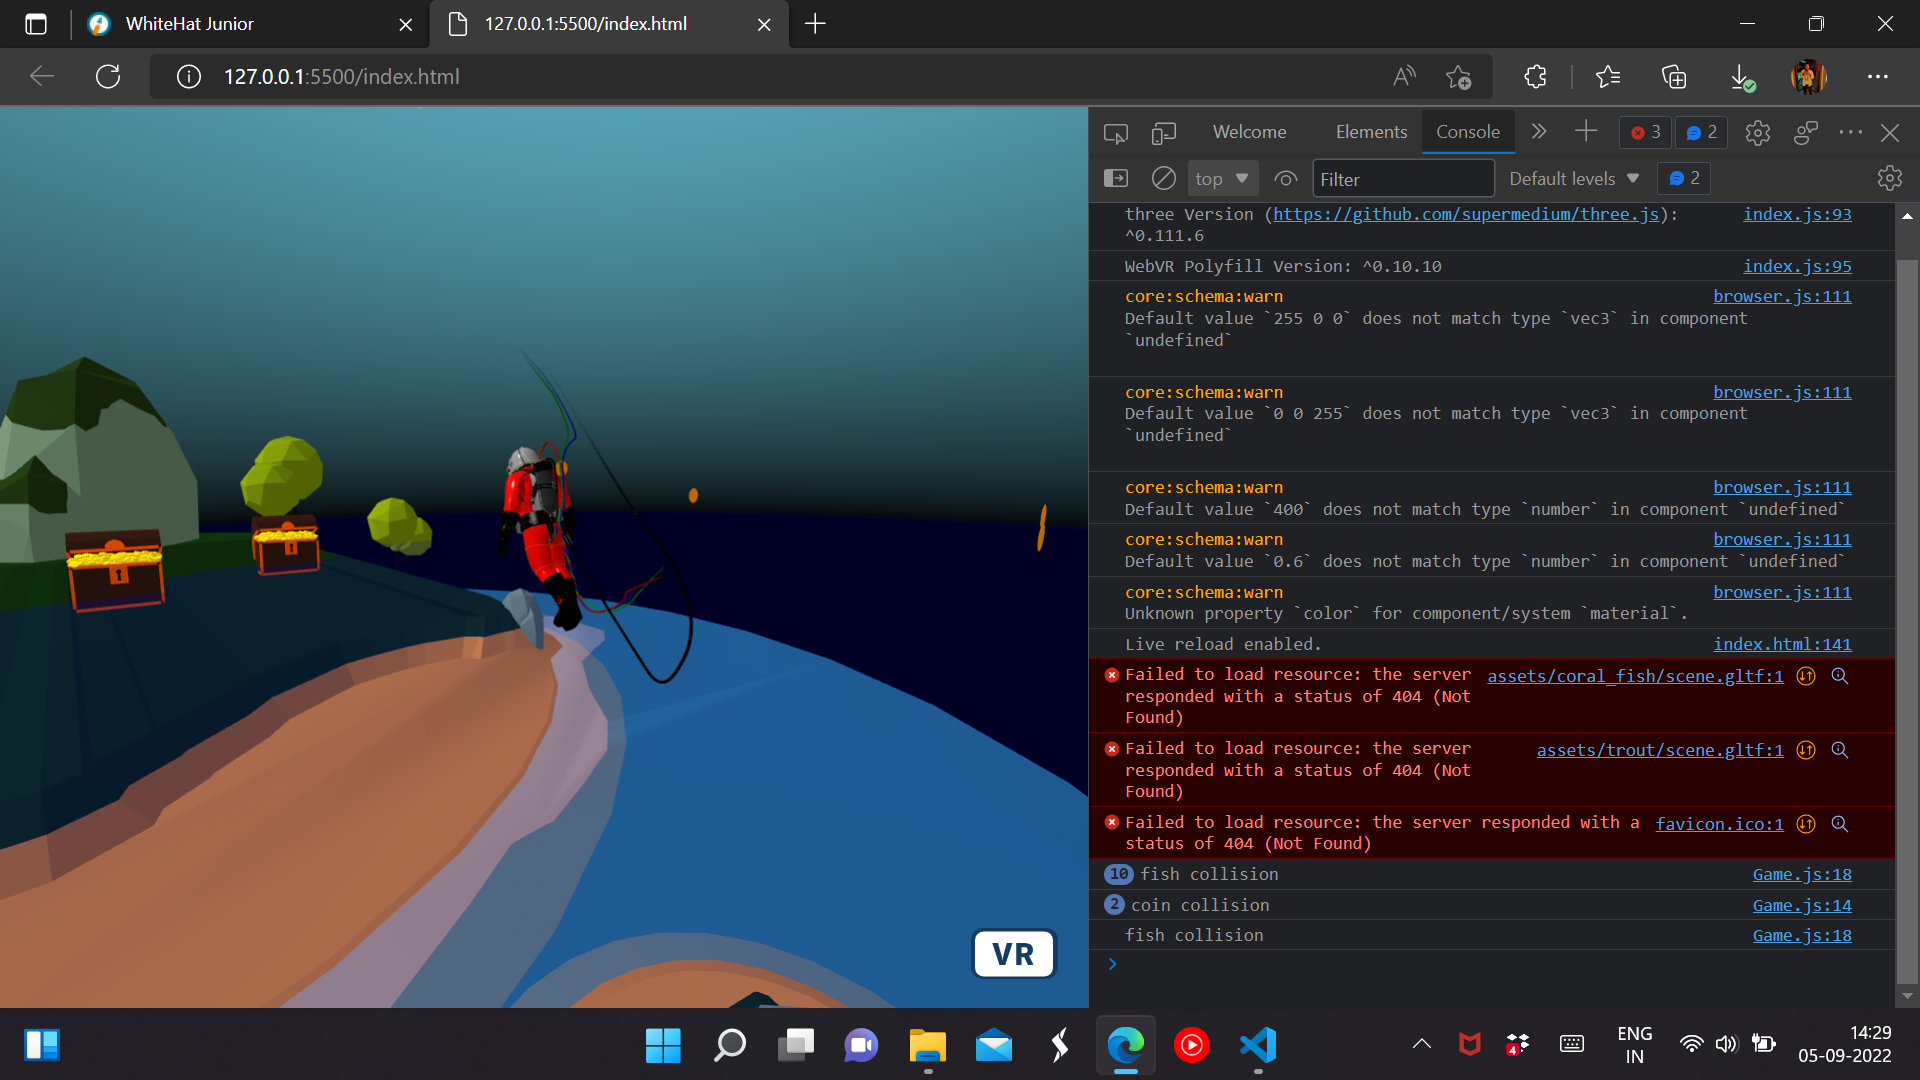 WhiteHat Junior
127.0.0.1:5500/index.html
127.0.0.1:5500/index.html
Welcome
Elements
Console
3
2
top
Filter
Default levels
2
three Version (https://github.com/supermedium/three.js): index.js:93
^0.111.6
WebVR Polyfill Version: ^0.10.10 index.js:95
core:schema:warn browser.js:111
Default value `255 0 0` does not match type `vec3` in component
`undefined`
core:schema:warn browser.js:111
Default value `0 0 255` does not match type `vec3` in component
`undefined`
core:schema:warn browser.js:111
Default value `400` does not match type `number` in component `undefined`
core:schema:warn browser.js:111
Default value `0.6` does not match type `number` in component `undefined`
core:schema:warn browser.js:111
Unknown property `color` for component/system `material`.
Live reload enabled. index.html:141
Failed to load resource: the server assets/coral_fish/scene.gltf:1
responded with a status of 404 (Not
Found)
Failed to load resource: the server assets/trout/scene.gltf:1
responded with a status of 404 (Not
Found)
Failed to load resource: the server responded with a favicon.ico:1
status of 404 (Not Found)
10 fish collision Game.js:18
2 coin collision Game.js:14
fish collision Game.js:18
VR
4
ENG
IN
14:29
05-09-2022